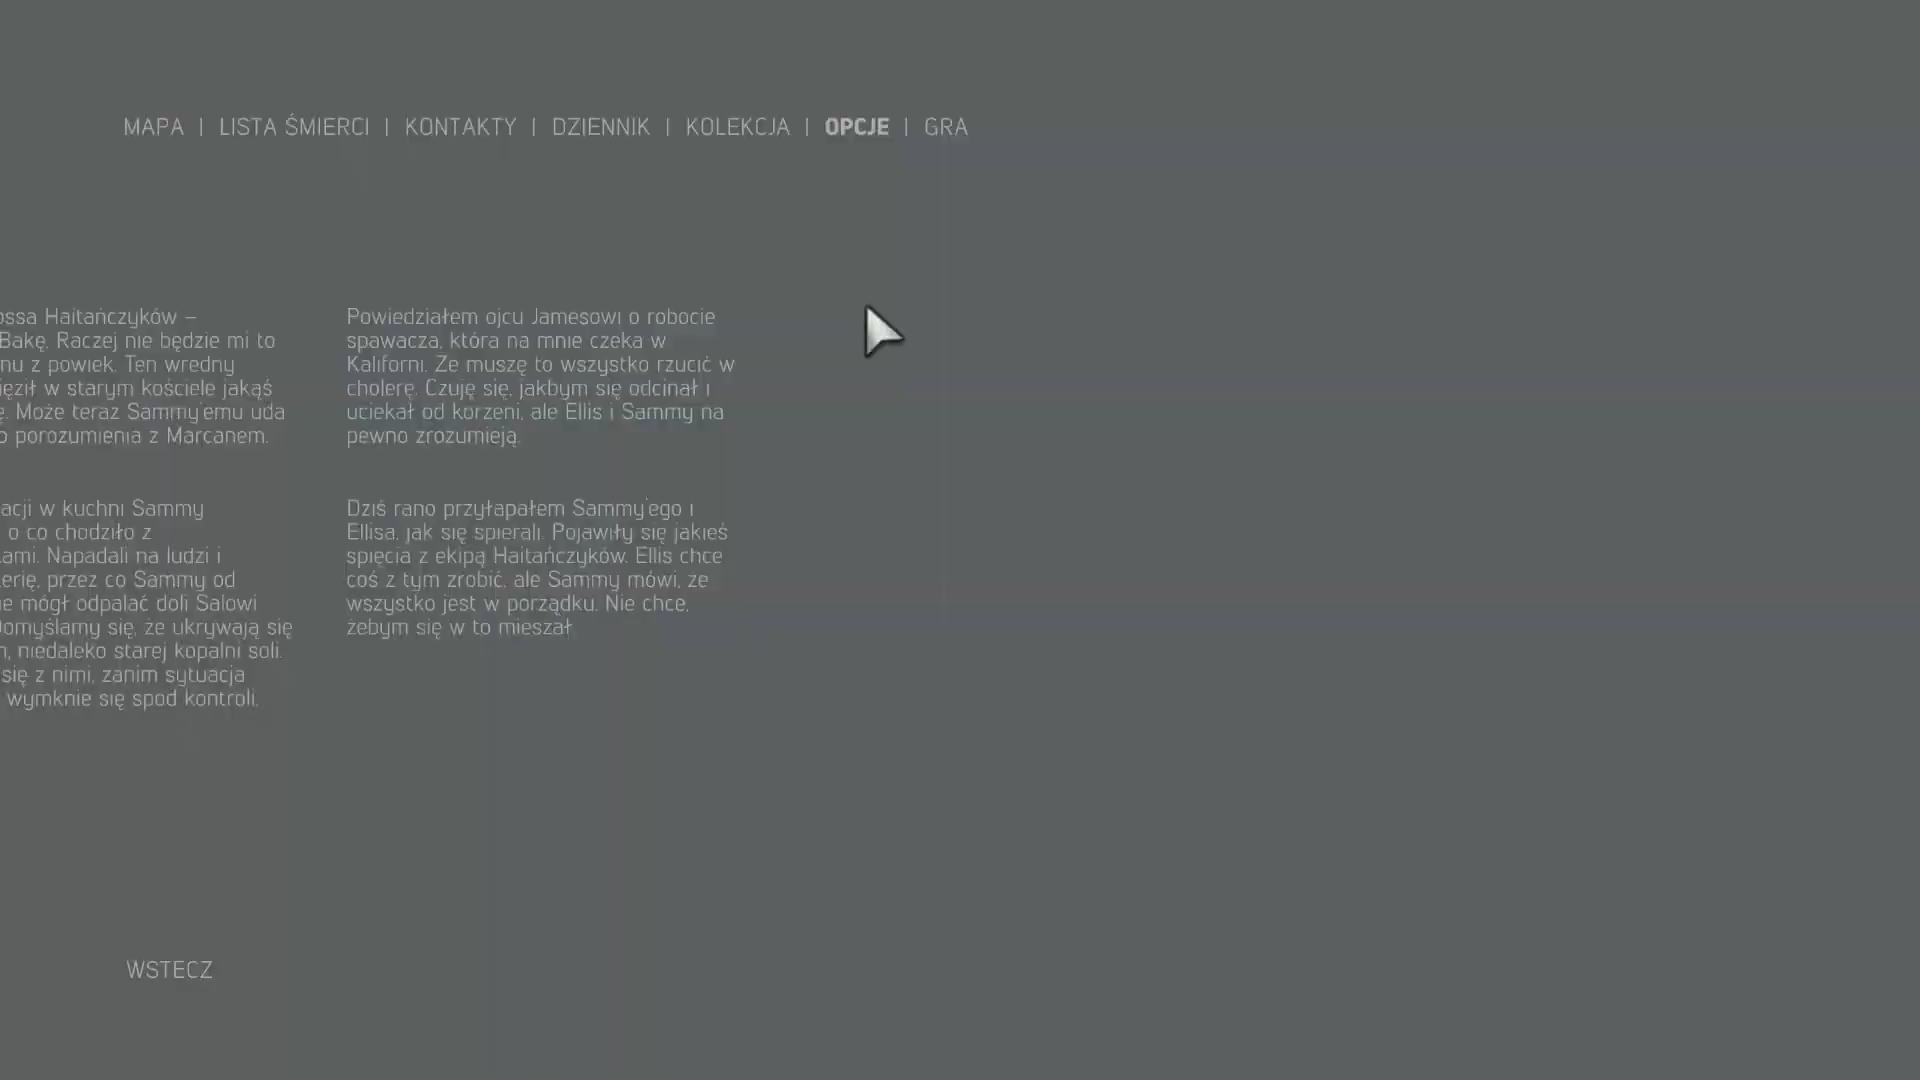 MAPA | LISTA ŚMIERCI | KONTAKTY | DZIENNIK | KOLEKCJA | OPCJE | GRA
ossa Haitańczyków –
Bakę. Raczej nie będzie mi to
nu z powiek. Ten wredny
ęził w starym kościele jakąś
ę. Może teraz Sammy'emu uda
o porozumienia z Marcanem.
acji w kuchni Sammy
o co chodziło z
kami. Napadali na ludzi i
erię, przez co Sammy od
ie mógł odpalać doli Salowi
omyślamy się, że ukrywają się
h, niedaleko starej kopalni soli.
się z nimi, zanim sytuacja
wymknie się spod kontroli.
Powiedziałem ojcu Jamesowi o robocie
spawacza, która na mnie czeka w
Kaliforni. Że muszę to wszystko rzucić w
cholerę. Czuję się, jakbym się odcinał i
uciekał od korzeni, ale Ellis i Sammy na
pewno zrozumieją.
Dziś rano przyłapałem Sammy'ego i
Ellisa, jak się spierali. Pojawiły się jakieś
spięcia z ekipą Haitańczyków. Ellis chce
coś z tym zrobić, ale Sammy mówi, że
wszystko jest w porządku. Nie chce,
żebym się w to mieszał
WSTECZ